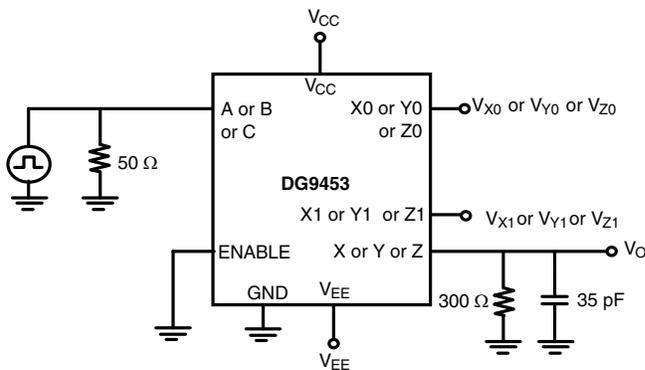 VCC
VCC
A or B
or C
X0 or Y0
or Z0
VX0 or VY0 or VZ0
50 Ω
DG9453
X1 or Y1 or Z1
VX1 or VY1 or VZ1
ENABLE
X or Y or Z
VO
GND
VEE
300 Ω
35 pF
VEE